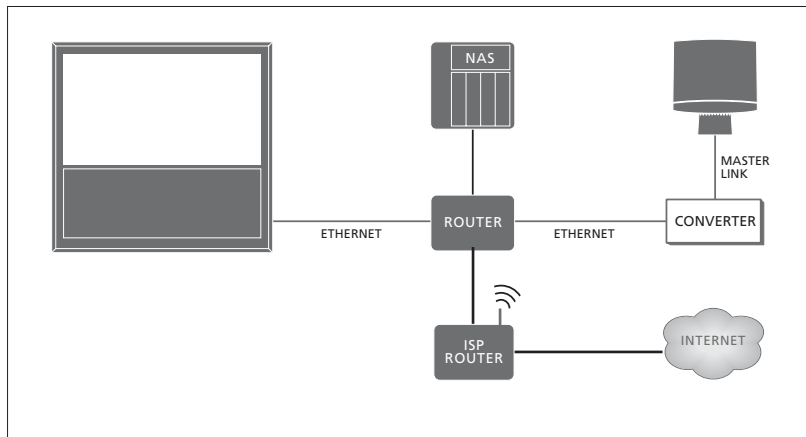 NAS
MASTER
LINK
ROUTER
CONVERTER
ETHERNET
ETHERNET
ISP
ROUTER
INTERNET